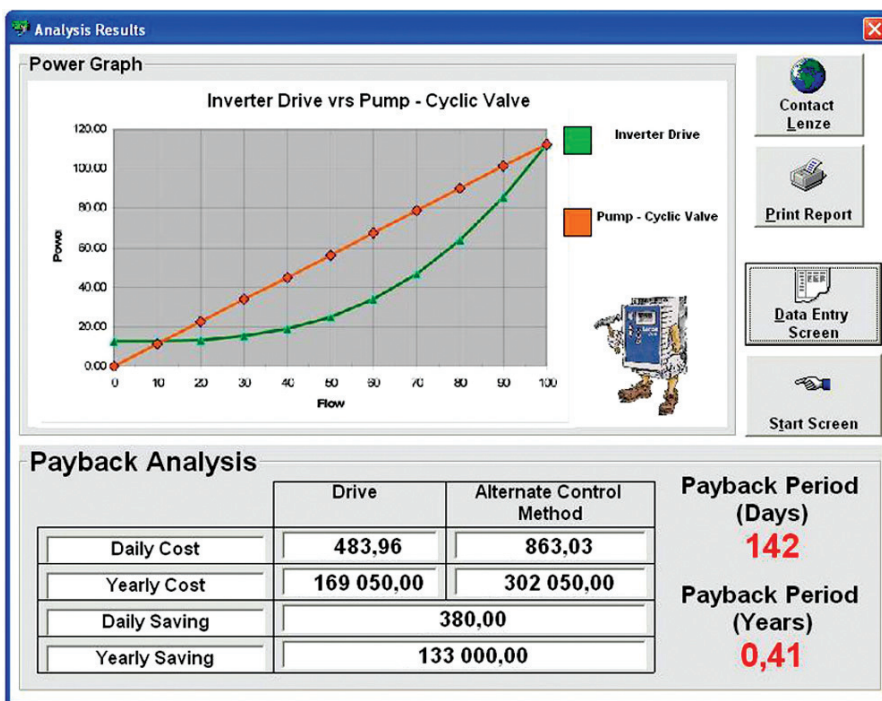 Analysis Results
Power Graph
Inverter Drive vrs Pump - Cyclic Valve
120.00
100.00
80.00
60.00
40.00
20.00
0.00
Power
0 10 20 30 40 50 60 70 80 90 100
Flow
Inverter Drive
Pump - Cyclic Valve
Lenze
Contact
Lenze
Print Report
Data Entry
Screen
Start Screen
Payback Analysis
Drive
Alternate Control
Method
Daily Cost 483,96 863,03
Yearly Cost 169 050,00 302 050,00
Daily Saving 380,00
Yearly Saving 133 000,00
Payback Period
(Days)
142
Payback Period
(Years)
0,41